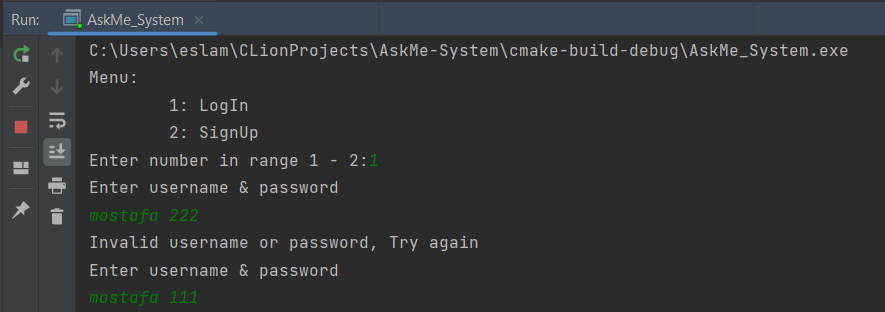 Run: AskMe_System
C:\Users\eslam\CLionProjects\AskMe-System\cmake-build-debug\AskMe_System.exe
Menu:
1: LogIn
2: SignUp
Enter number in range 1 - 2:1
Enter username & password
mostafa 222
Invalid username or password, Try again
Enter username & password
mostafa 111